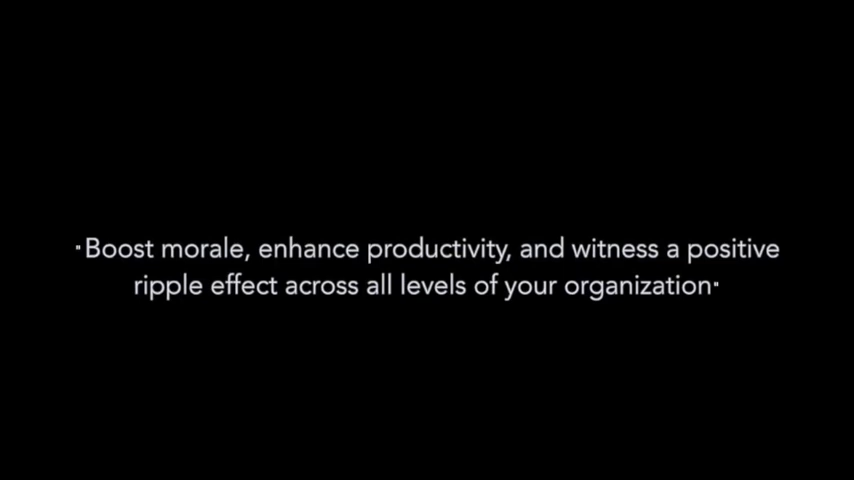 "Boost morale, enhance productivity, and witness a positive
ripple effect across all levels of your organization"